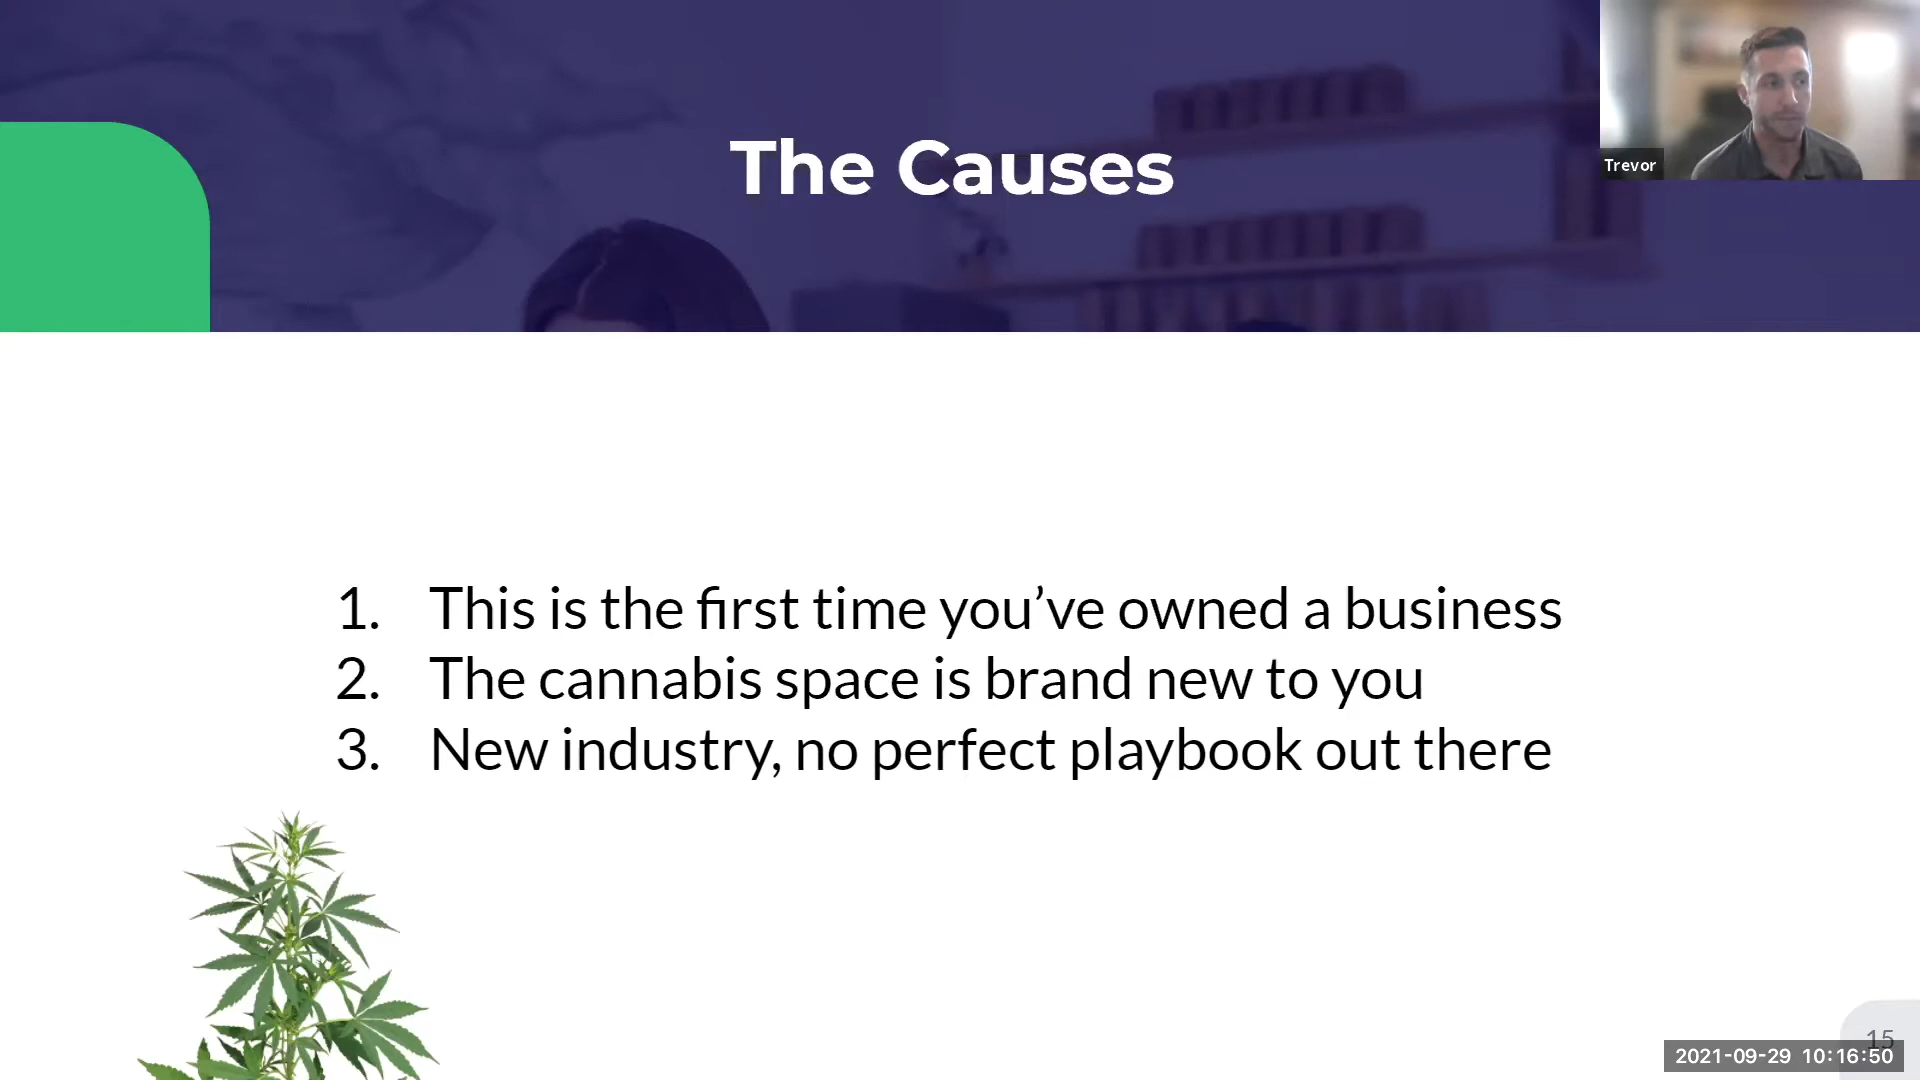 The Causes
Trevor
1. This is the first time you’ve owned a business
2. The cannabis space is brand new to you
3. New industry, no perfect playbook out there
15
2021-09-29 10:16:50